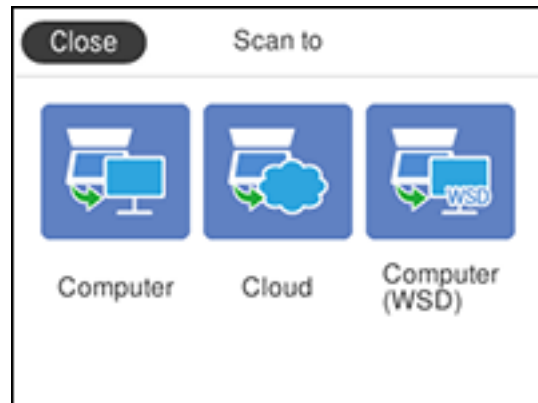 Close
Scan to
WSD
Computer
Cloud
Computer
(WSD)